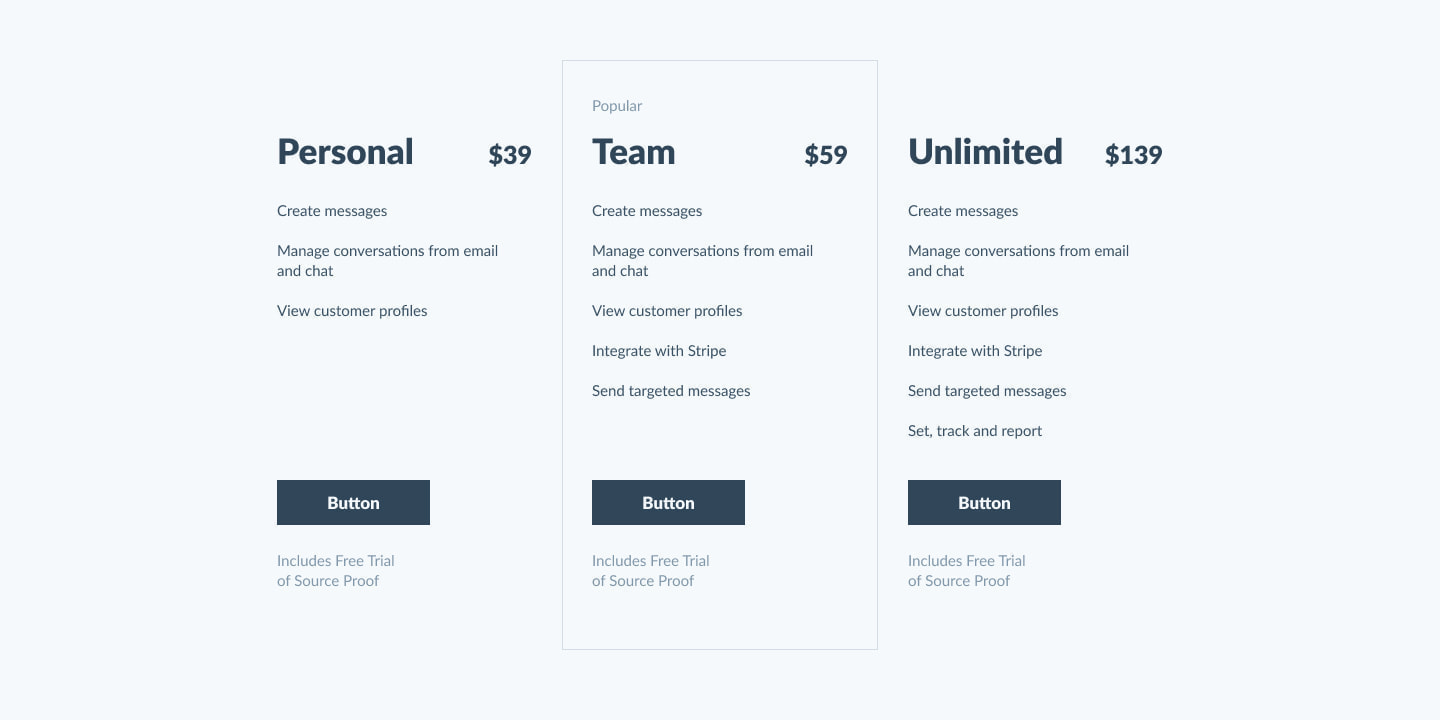 Personal
$39
Create messages
Manage conversations from email
and chat
View customer profiles
Button
Includes Free Trial
of Source Proof
Popular
Team
$59
Create messages
Manage conversations from email
and chat
View customer profiles
Integrate with Stripe
Send targeted messages
Button
Includes Free Trial
of Source Proof
Unlimited
$139
Create messages
Manage conversations from email
and chat
View customer profiles
Integrate with Stripe
Send targeted messages
Set, track and report
Button
Includes Free Trial
of Source Proof